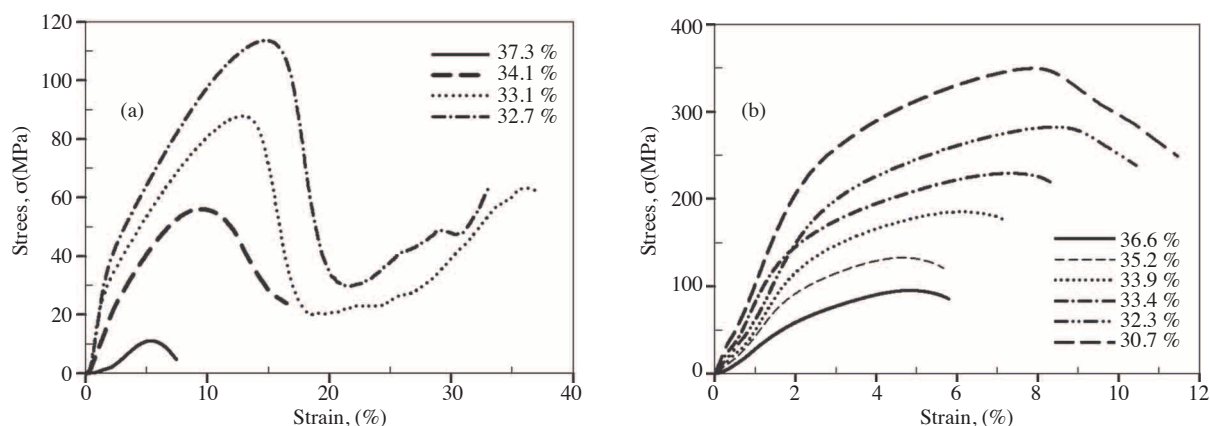 120
100
80
60
40
20
0
Strees, σ(MPa)
(a)
37.3 %
34.1 %
33.1 %
32.7 %
0 10 20 30 40
Strain, (%)
400
300
200
100
0
Strees, σ(MPa)
(b)
36.6 %
35.2 %
33.9 %
33.4 %
32.3 %
30.7 %
0 2 4 6 8 10 12
Strain, (%)